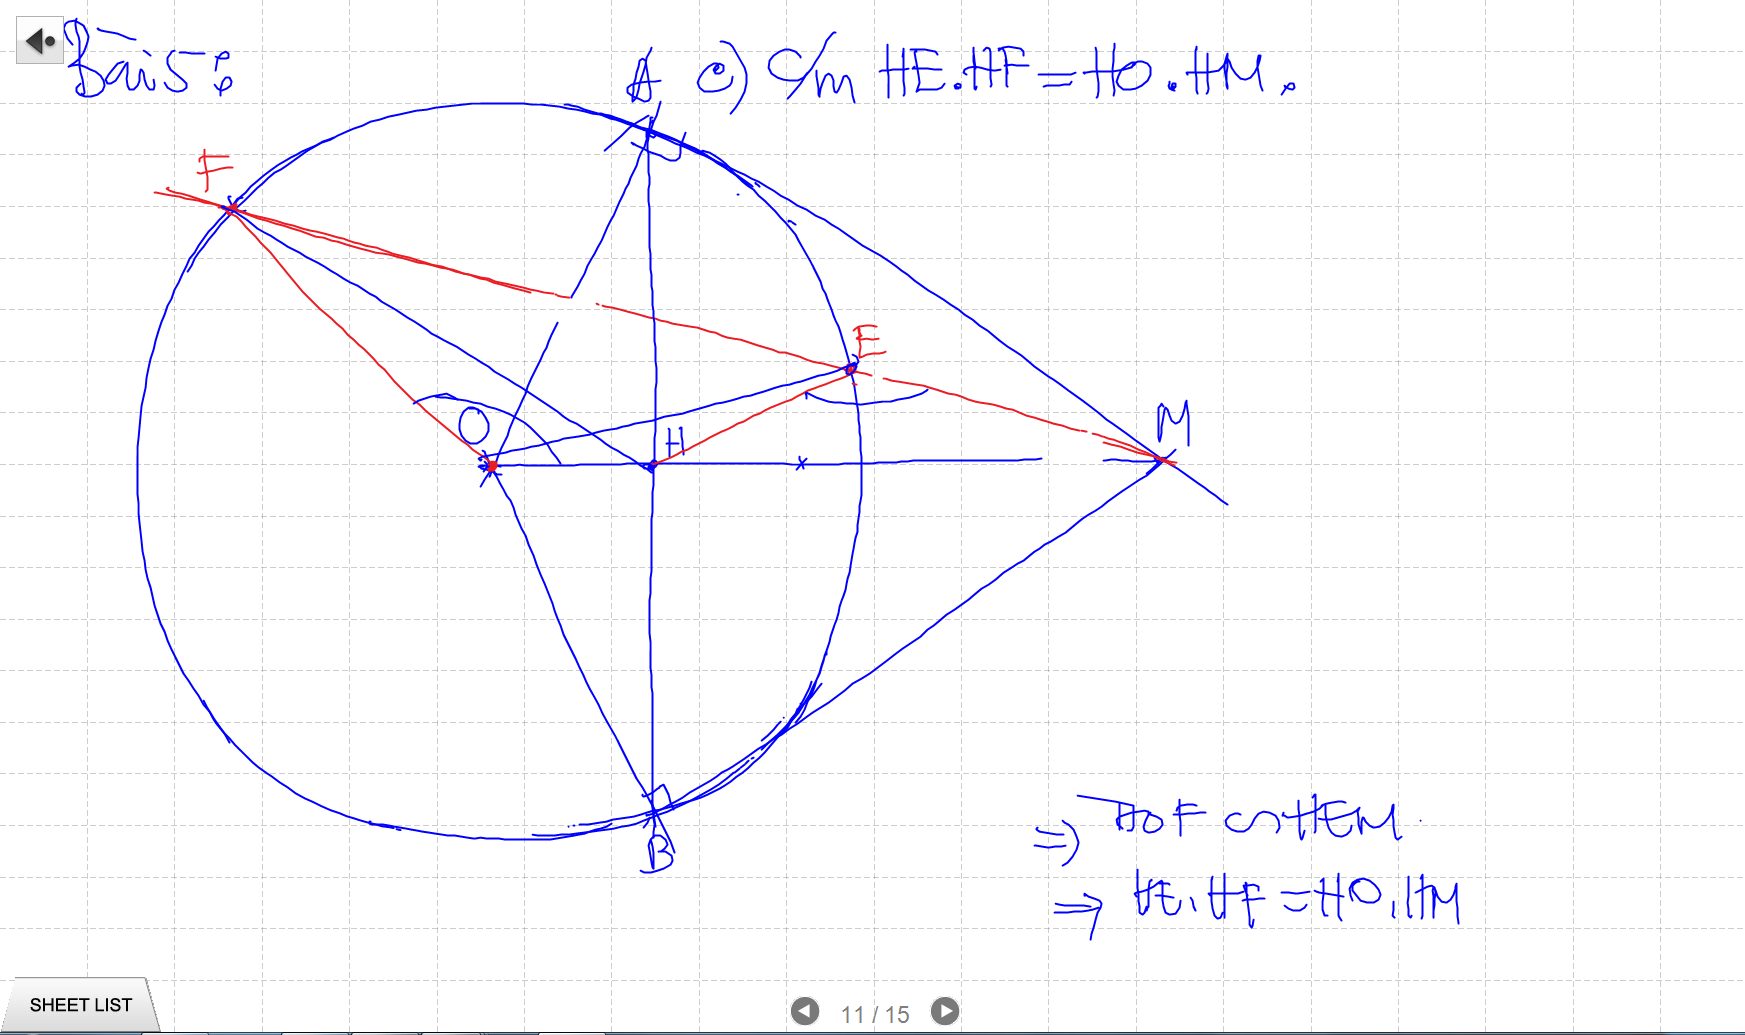 Bài 5:
c) C/m HE.HF=HO.HM.
A
F
E
O
H
M
B
⇒ HOF ∽ HEM.
⇒ HE.HF=HO.HM
SHEET LIST
11 / 15